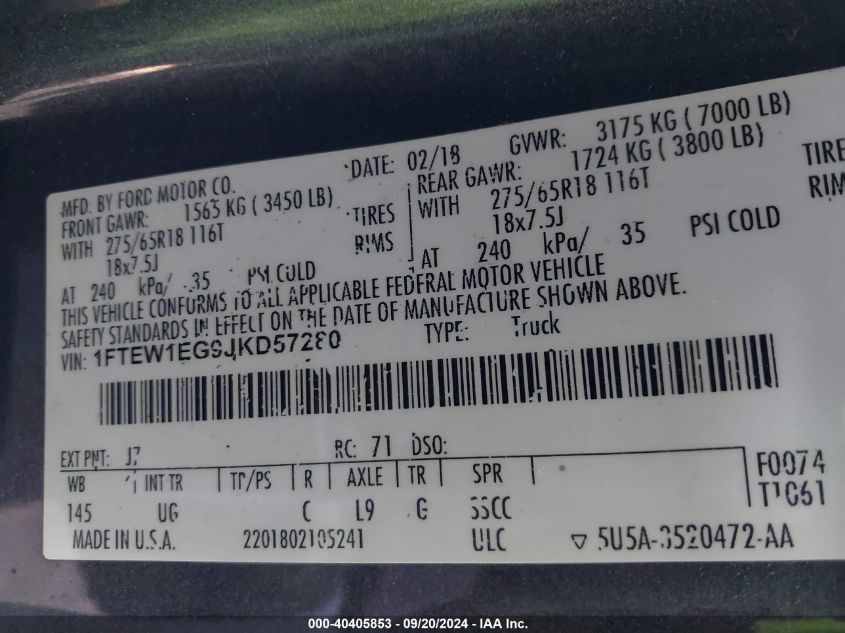 MFD. BY FORD MOTOR CO. DATE: 02/18 GVWR: 3175 KG ( 7000 LB)
FRONT GAWR: 1565 KG ( 3450 LB) REAR GAWR: 1724 KG ( 3800 LB)
WITH 275/65R18 116T TIRES WITH 275/65R18 116T TIRE
18x7.5J RIMS 18x7.5J RIM
AT 240 kPa/ 35 PSI COLD AT 240 kPa/ 35 PSI COLD
THIS VEHICLE CONFORMS TO ALL APPLICABLE FEDERAL MOTOR VEHICLE
SAFETY STANDARDS IN EFFECT ON THE DATE OF MANUFACTURE SHOWN ABOVE.
VIN: TYPE: Truck
EXT PNT: J7 RC: 71 DSO:
WB INT TR TP/PS R AXLE TR SPR
145 UG C L9 G
F0074
T1061
MADE IN U.S.A. 2201802105241 ULC ▽ 5U5A-3520472-AA
000-40405853 - 09/20/2024 - IAA Inc.